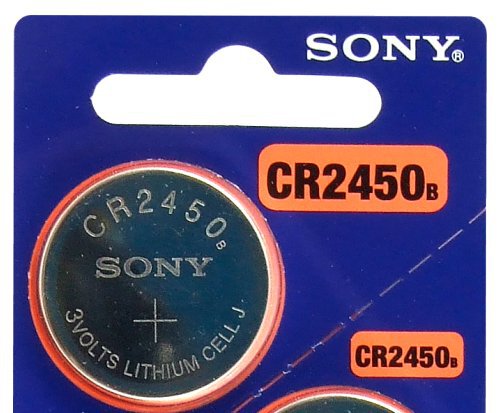 SONY®
CR2450B
CR2450B
SONY
3VOLTS LITHIUM CELL J
CR2450B